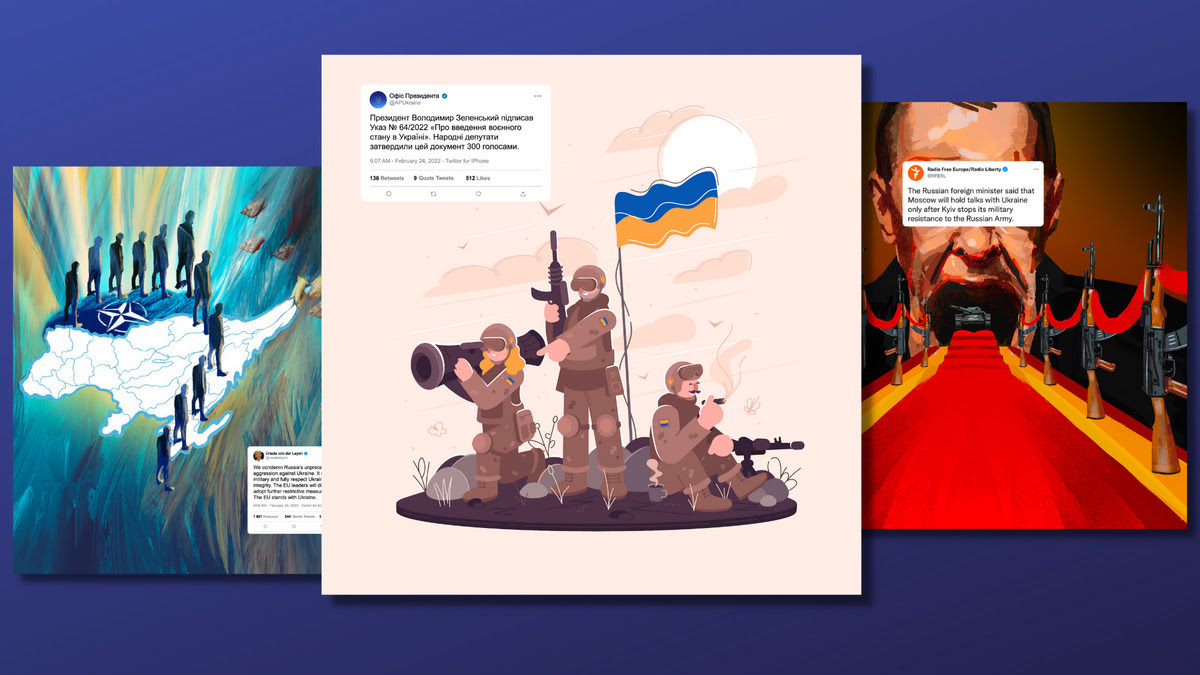 Офіс Президента
@APUkraine
Президент Володимир Зеленський підписав
Указ № 64/2022 «Про введення воєнного
стану в Україні». Народні депутати
затвердили цей документ 300 голосами.
9:07 AM - February 24, 2022 - Twitter for iPhone
136 Retweets 9 Quote Tweets 512 Likes
Radio Free Europe/Radio Liberty
@RFERL
The Russian foreign minister said that
Moscow will hold talks with Ukraine
only after Kyiv stops its military
resistance to the Russian Army.
Ursula von der Leyen
@vonderleyen
We condemn Russia's
aggression against Ukraine. It
military and fully respect
integrity. The EU leaders will
adopt further restrictive
The EU stands with Ukraine.
Retweets Quote Tweets